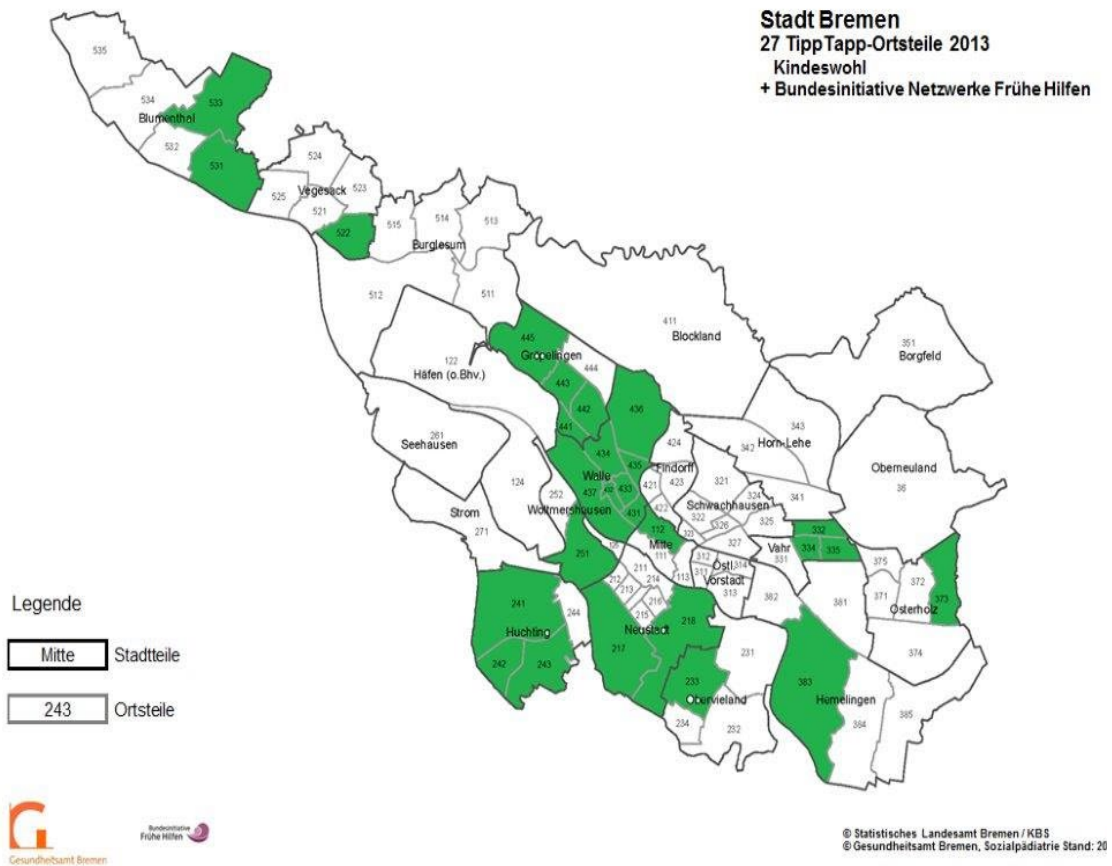 Stadt Bremen
27 TippTapp-Ortsteile 2013
Kindeswohl
+ Bundesinitiative Netzwerke Frühe Hilfen
535
534
533
Blumenthal
532
531
524
Vegesack
523
525
521
522
515
514
513
Burglesum
512
511
411
Blockland
351
Borgfeld
445
Gröpelingen
444
122
Häfen (o.Bhv.)
443
442
441
436
343
342
Horn-Lehe
261
Seehausen
424
434
435
Findorff
Oberneuland
36
Walle
421
423
321
124
252
437
432
433
324
341
Woltmershausen
431
422
Schwachhausen
322
325
326
323
Strom
271
112
327
332
Mitte
111
251
211
312
Östl.
314
Vahr
331
334
335
375
372
373
212
213
214
113
311
Vorstadt
313
382
381
371
Osterholz
241
244
216
215
218
Huchting
Neustadt
242
243
217
231
374
233
Obervieland
383
Hemelingen
234
232
384
385
Legende
Mitte
Stadtteile
243
Ortsteile
Gesundheitsamt Bremen
Bundesinitiative
Frühe Hilfen
© Statistisches Landesamt Bremen / KBS
© Gesundheitsamt Bremen, Sozialpädiatrie Stand: 20